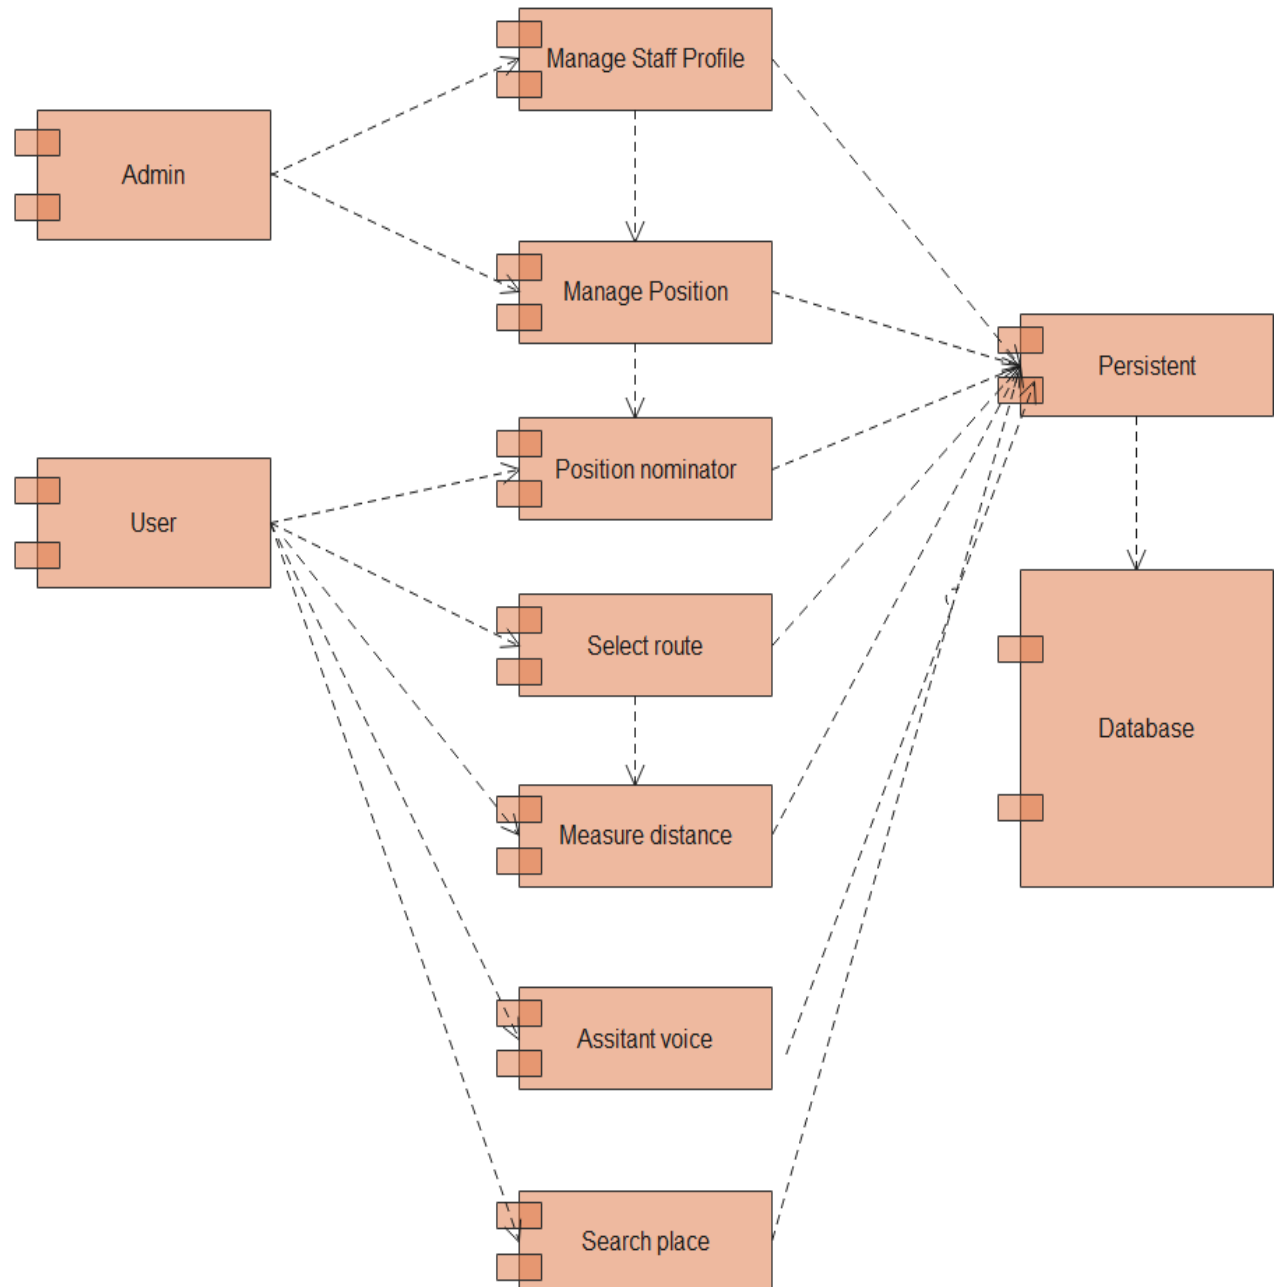 Manage Staff Profile
Admin
Manage Position
Persistent
Position nominator
User
Select route
Database
Measure distance
Assitant voice
Search place